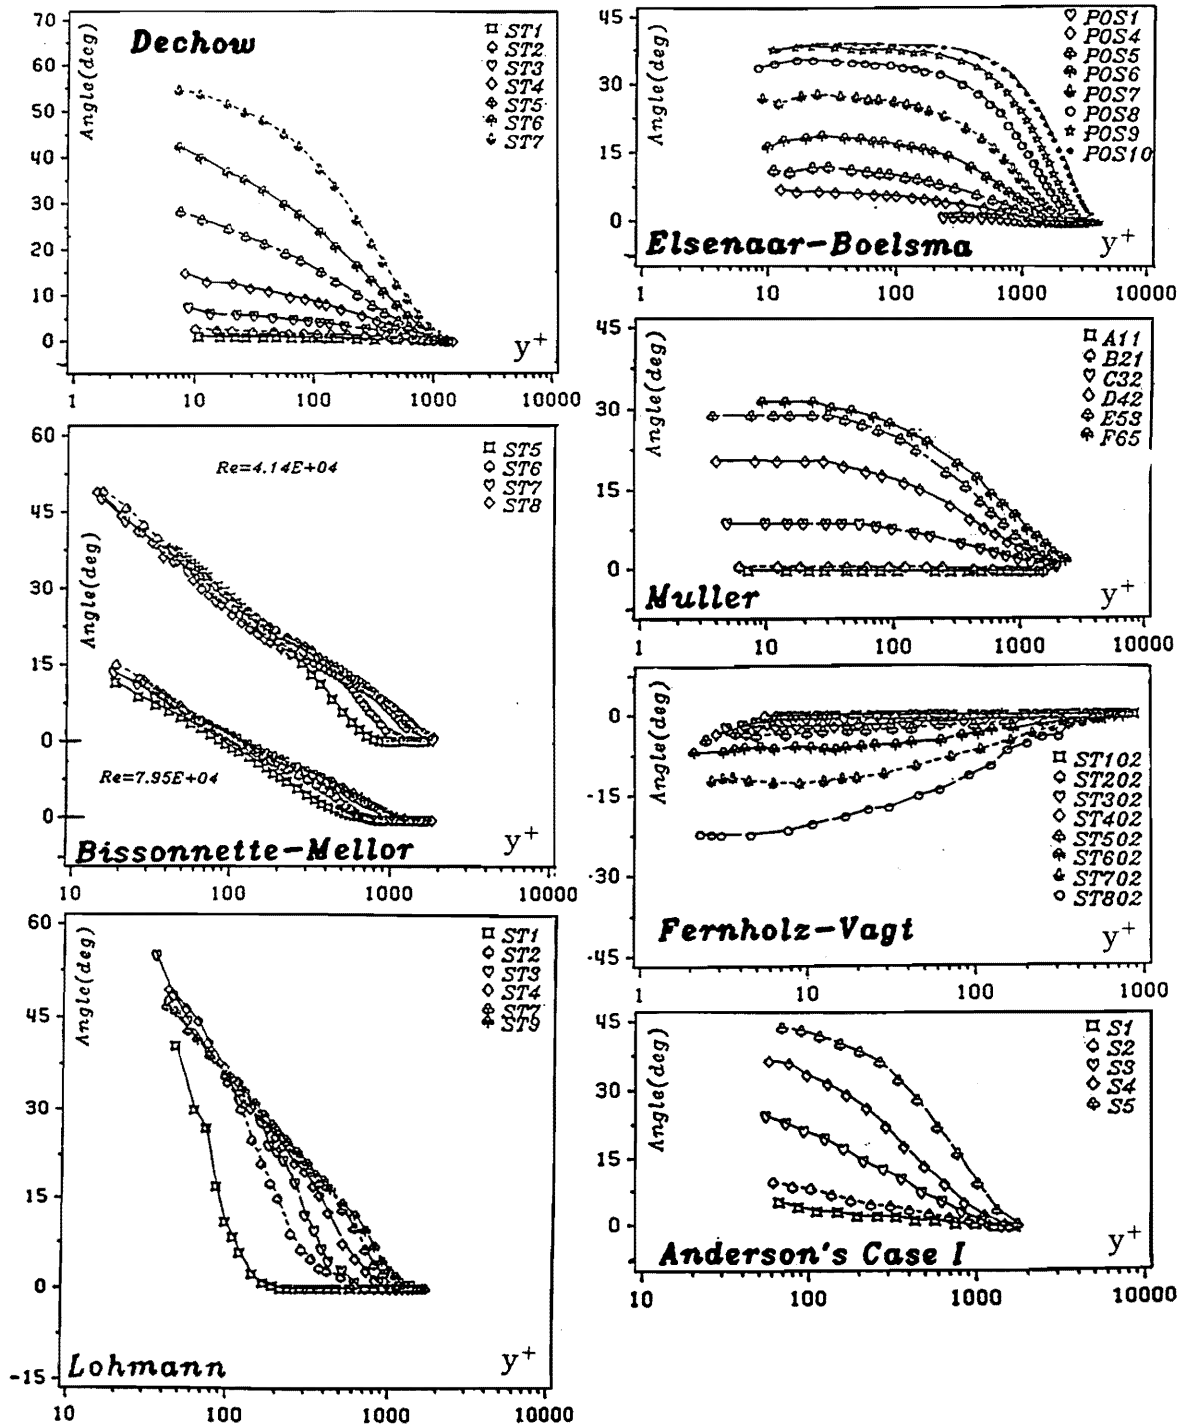 Dechow
Angle(deg)
70
60
50
40
30
20
10
0
ST1
ST2
ST3
ST4
ST5
ST6
ST7
y+
1 10 100 1000 10000
Elsenaar-Boelsma
Angle(deg)
45
30
15
0
POS1
POS4
POS5
POS6
POS7
POS8
POS9
POS10
y+
1 10 100 1000 10000
Re=4.14E+04
Re=7.95E+04
Angle(deg)
60
45
30
15
0
0
ST5
ST6
ST7
ST8
Bissonnette-Mellor
y+
10 100 1000 10000
Muller
Angle(deg)
45
30
15
0
A11
B21
C32
D42
E53
F65
y+
1 10 100 1000 10000
Angle(deg)
0
-15
-30
-45
ST102
ST202
ST302
ST402
ST502
ST602
ST702
ST802
Fernholz-Vagt
y+
1 10 100 1000
Angle(deg)
60
45
30
15
0
-15
ST1
ST2
ST3
ST4
ST7
ST9
Lohmann
y+
10 100 1000 10000
Angle(deg)
45
30
15
0
S1
S2
S3
S4
S5
Anderson's Case I
y+
100 1000 10000